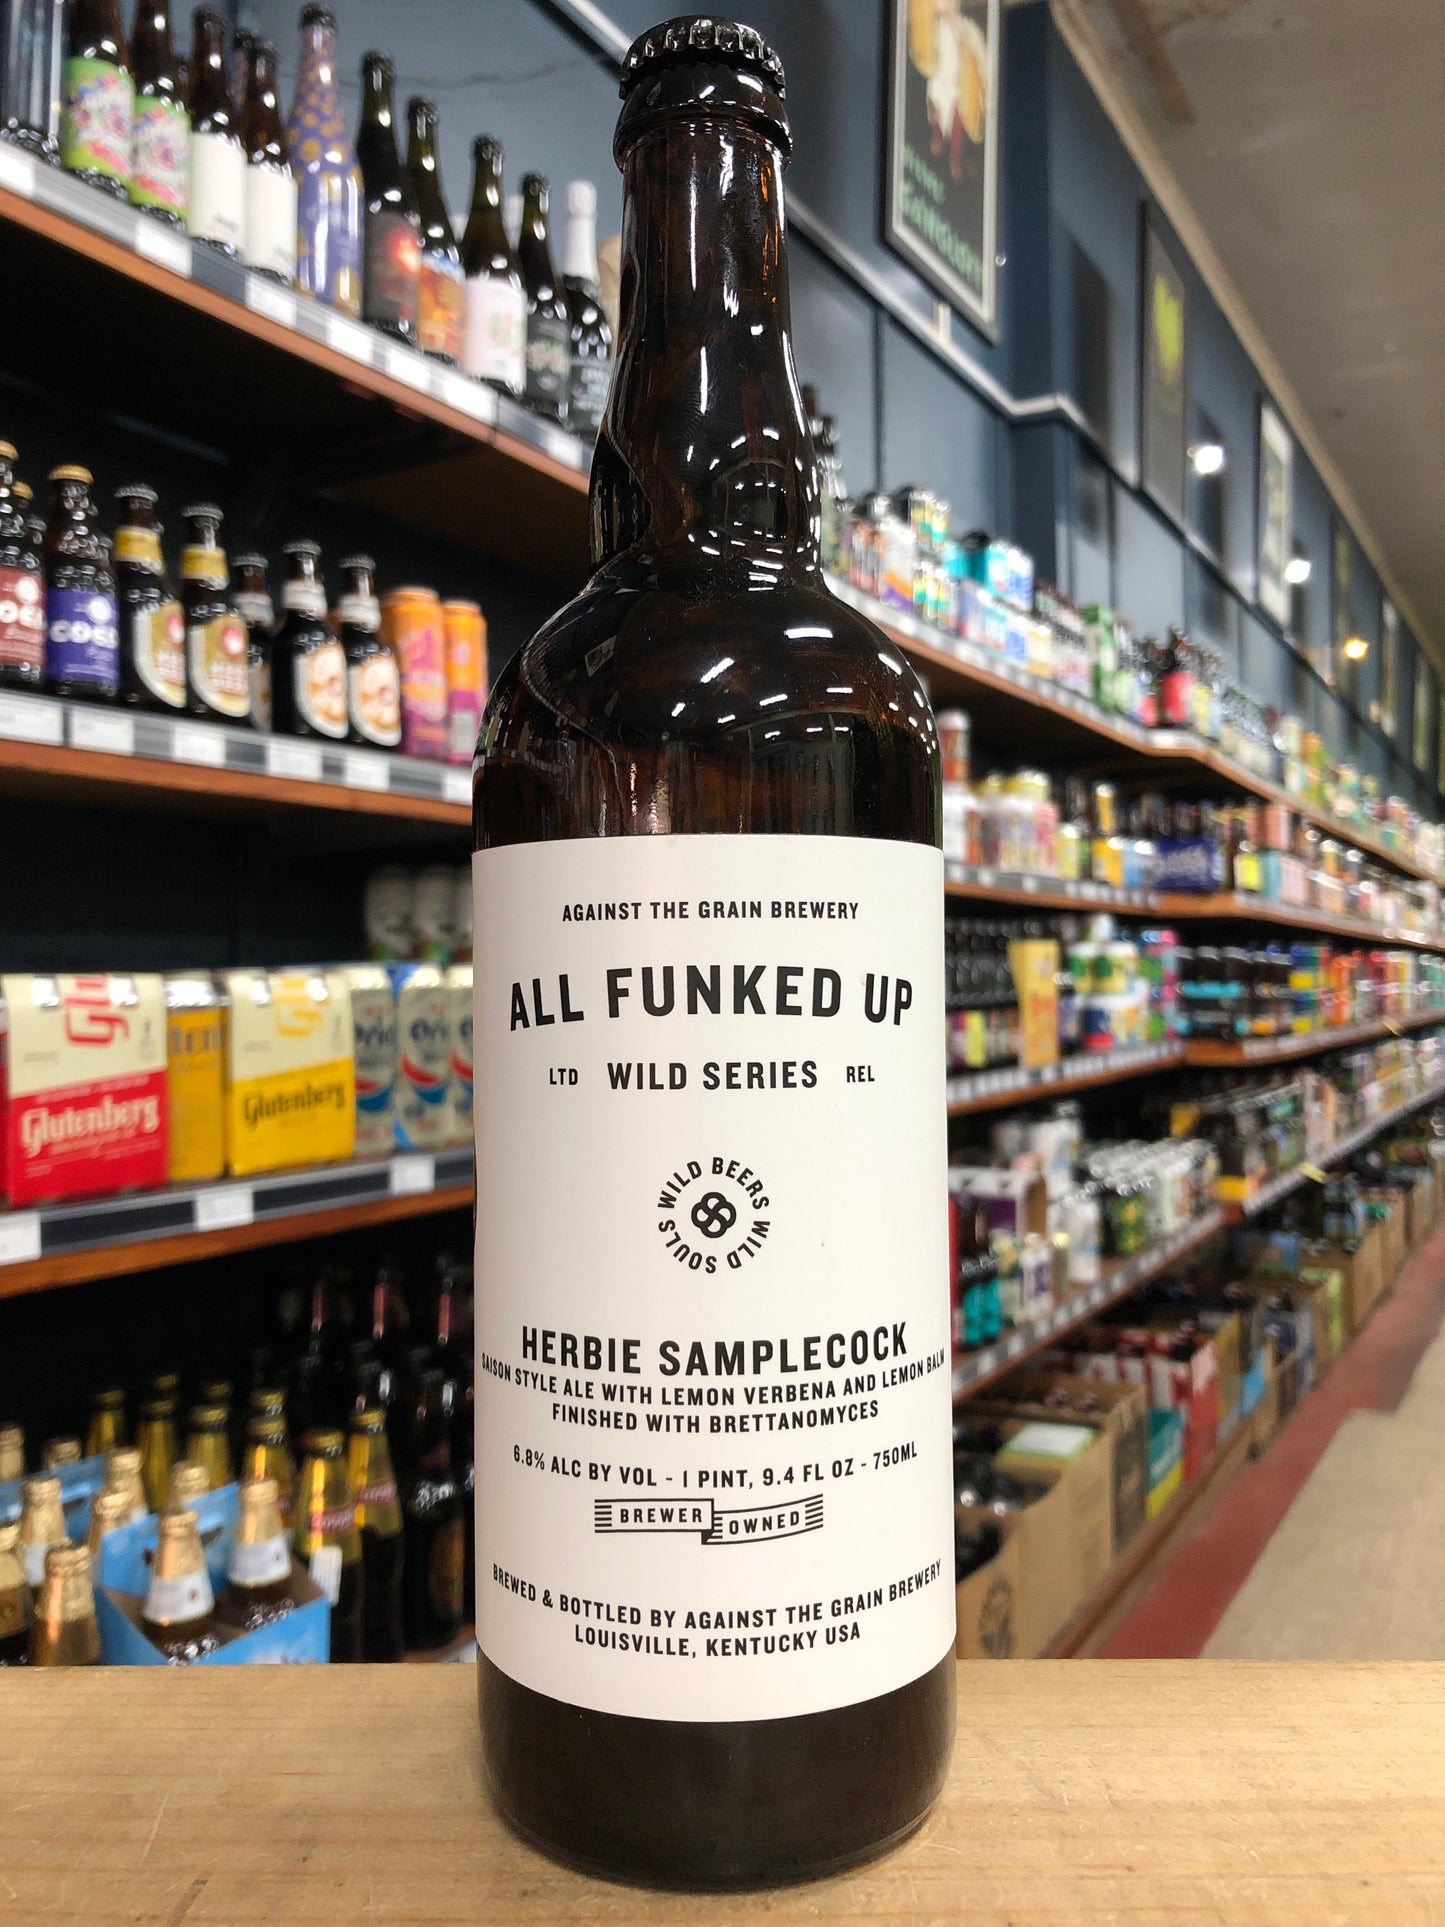 AGAINST THE GRAIN BREWERY
ALL FUNKED UP
LTD WILD SERIES REL
WILD BEERS WILD SOULS
HERBIE SAMPLECOCK
SAISON STYLE ALE WITH LEMON VERBENA AND LEMON BALM
FINISHED WITH BRETTANOMYCES
6.8% ALC BY VOL - 1 PINT, 9.4 FL OZ - 750ML
BREWER OWNED
BREWED & BOTTLED BY AGAINST THE GRAIN BREWERY
LOUISVILLE, KENTUCKY USA
Glutenberg
Glutenberg